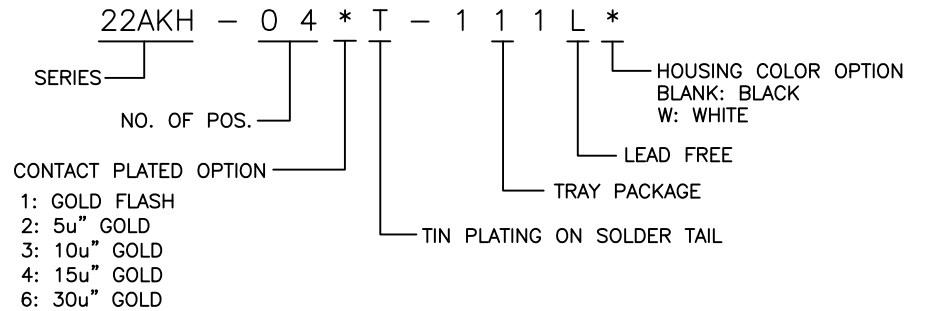 22AKH - 0 4 * T - 1 1 1 L *
SERIES
NO. OF POS.
CONTACT PLATED OPTION
1: GOLD FLASH
2: 5u" GOLD
3: 10u" GOLD
4: 15u" GOLD
6: 30u" GOLD
HOUSING COLOR OPTION
BLANK: BLACK
W: WHITE
LEAD FREE
TRAY PACKAGE
TIN PLATING ON SOLDER TAIL